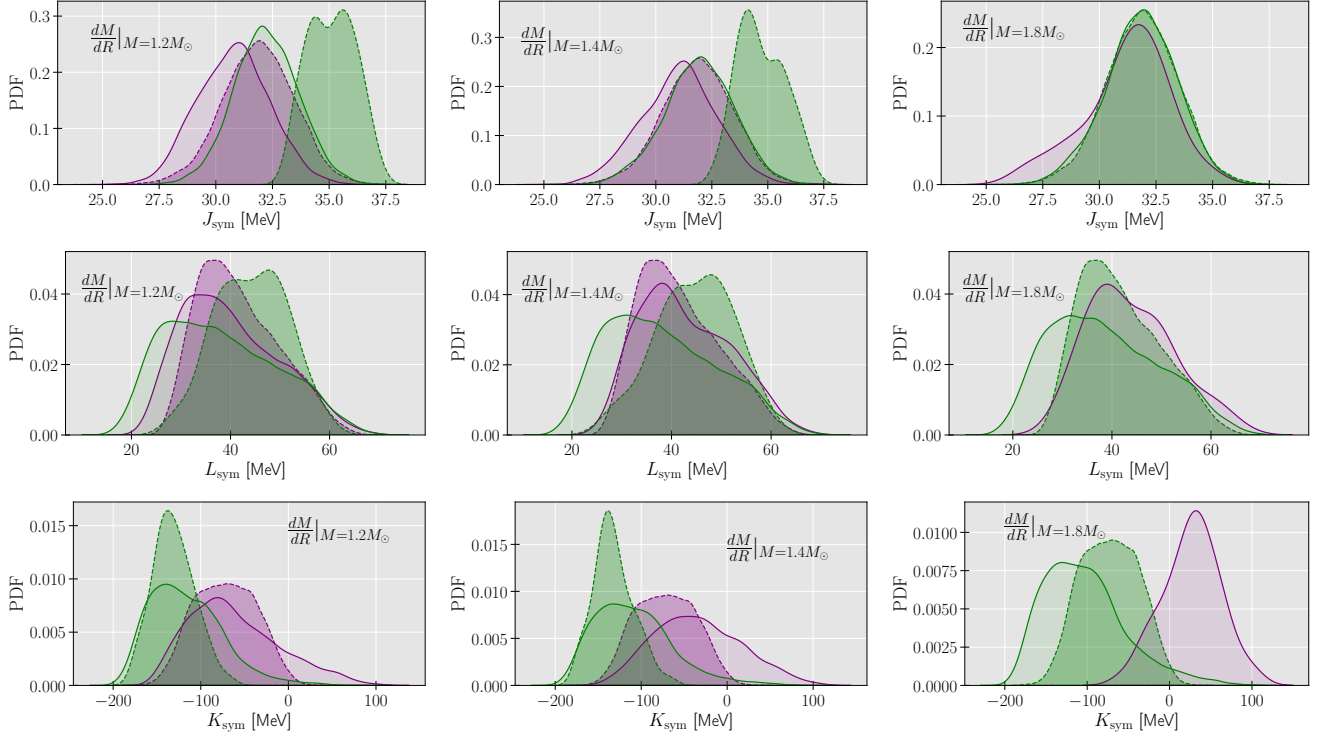 0.3
0.2
0.1
0.0
PDF
dM/dR|M=1.2M⊙
25.0 27.5 30.0 32.5 35.0 37.5
Jsym [MeV]
0.3
0.2
0.1
0.0
PDF
dM/dR|M=1.4M⊙
25.0 27.5 30.0 32.5 35.0 37.5
Jsym [MeV]
0.2
0.1
0.0
PDF
dM/dR|M=1.8M⊙
25.0 27.5 30.0 32.5 35.0 37.5
Jsym [MeV]
0.04
0.02
0.00
PDF
dM/dR|M=1.2M⊙
20 40 60
Lsym [MeV]
0.04
0.02
0.00
PDF
dM/dR|M=1.4M⊙
20 40 60
Lsym [MeV]
0.04
0.02
0.00
PDF
dM/dR|M=1.8M⊙
20 40 60
Lsym [MeV]
0.015
0.010
0.005
0.000
PDF
dM/dR|M=1.2M⊙
−200 −100 0 100
Ksym [MeV]
0.015
0.010
0.005
0.000
PDF
dM/dR|M=1.4M⊙
−200 −100 0 100
Ksym [MeV]
0.0100
0.0075
0.0050
0.0025
0.0000
PDF
dM/dR|M=1.8M⊙
−200 −100 0 100
Ksym [MeV]